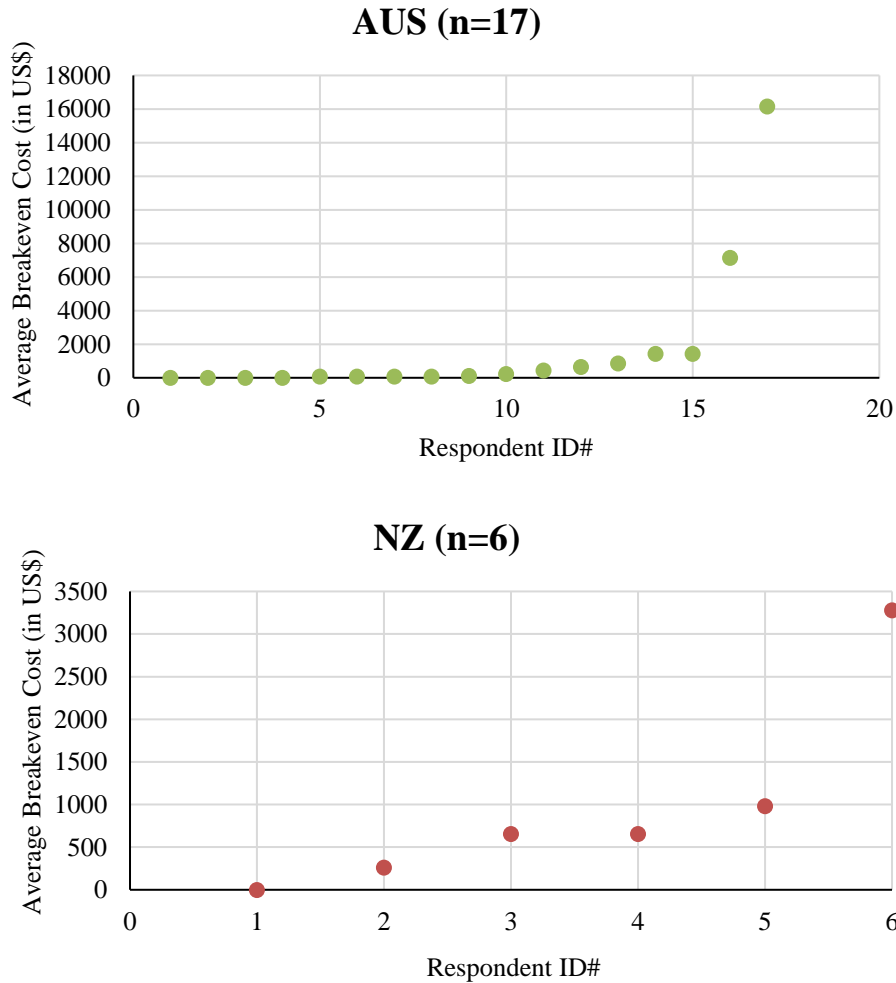 AUS (n=17)
Average Breakeven Cost (in US$)
18000
16000
14000
12000
10000
8000
6000
4000
2000
0
0 5 10 15 20
Respondent ID#
NZ (n=6)
Average Breakeven Cost (in US$)
3500
3000
2500
2000
1500
1000
500
0
0 1 2 3 4 5 6
Respondent ID#